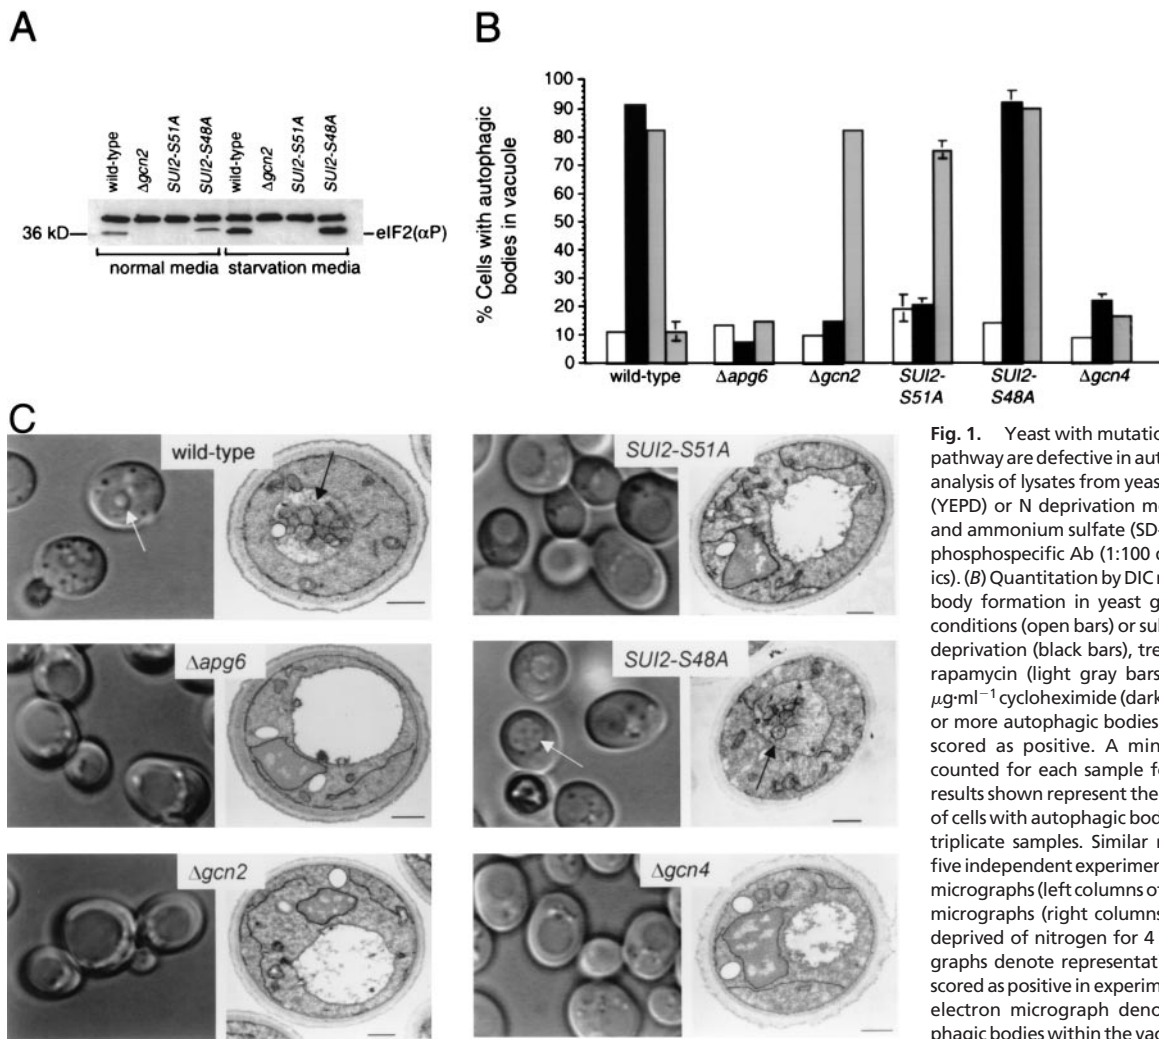 A
B
wild-type
Δgcn2
SUI2-S51A
SUI2-S48A
wild-type
Δgcn2
SUI2-S51A
SUI2-S48A
36 kD
eIF2(αP)
normal media
starvation media
% Cells with autophagic
bodies in vacuole
100
90
80
70
60
50
40
30
20
10
0
wild-type
Δapg6
Δgcn2
SUI2-
S51A
SUI2-
S48A
Δgcn4
C
wild-type
SUI2-S51A
Δapg6
SUI2-S48A
Δgcn2
Δgcn4
Fig. 1. Yeast with mutatic
pathway are defective in aut
analysis of lysates from yeas
(YEPD) or N deprivation m
and ammonium sulfate (SD-
phosphospecific Ab (1:100 c
ics). (B) Quantitation by DIC r
body formation in yeast g
conditions (open bars) or sul
deprivation (black bars), tre
rapamycin (light gray bars
μg·ml−1 cycloheximide (dark
or more autophagic bodies
scored as positive. A min
counted for each sample fo
results shown represent the
of cells with autophagic bod
triplicate samples. Similar r
five independent experimen
micrographs (left columns of
micrographs (right columns
deprived of nitrogen for 4
graphs denote representati
scored as positive in experim
electron micrograph deno
phagic bodies within the vac